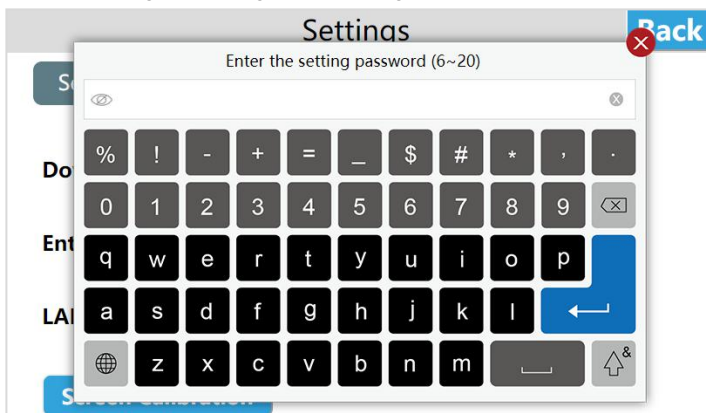 Settings
Back
Enter the setting password (6~20)
% ! - + = _ $ # * , .
0 1 2 3 4 5 6 7 8 9
q w e r t y u i o p
a s d f g h j k l
z x c v b n m &